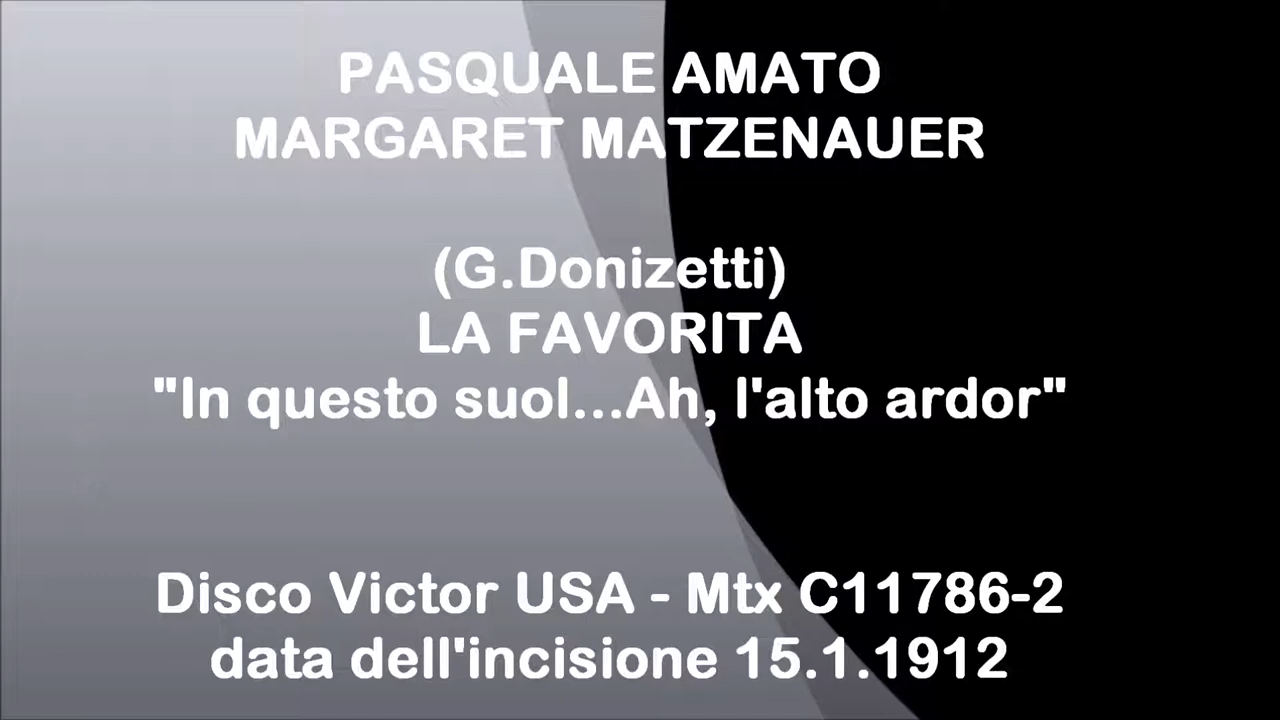 PASQUALE AMATO
MARGARET MATZENAUER
(G.Donizetti)
LA FAVORITA
"In questo suol...Ah, l'alto ardor"
Disco Victor USA - Mtx C11786-2
data dell'incisione 15.1.1912